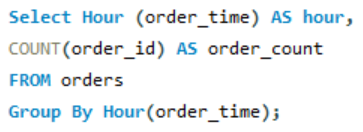 Select Hour (order_time) AS hour,
COUNT(order_id) AS order_count
FROM orders
Group By Hour(order_time);